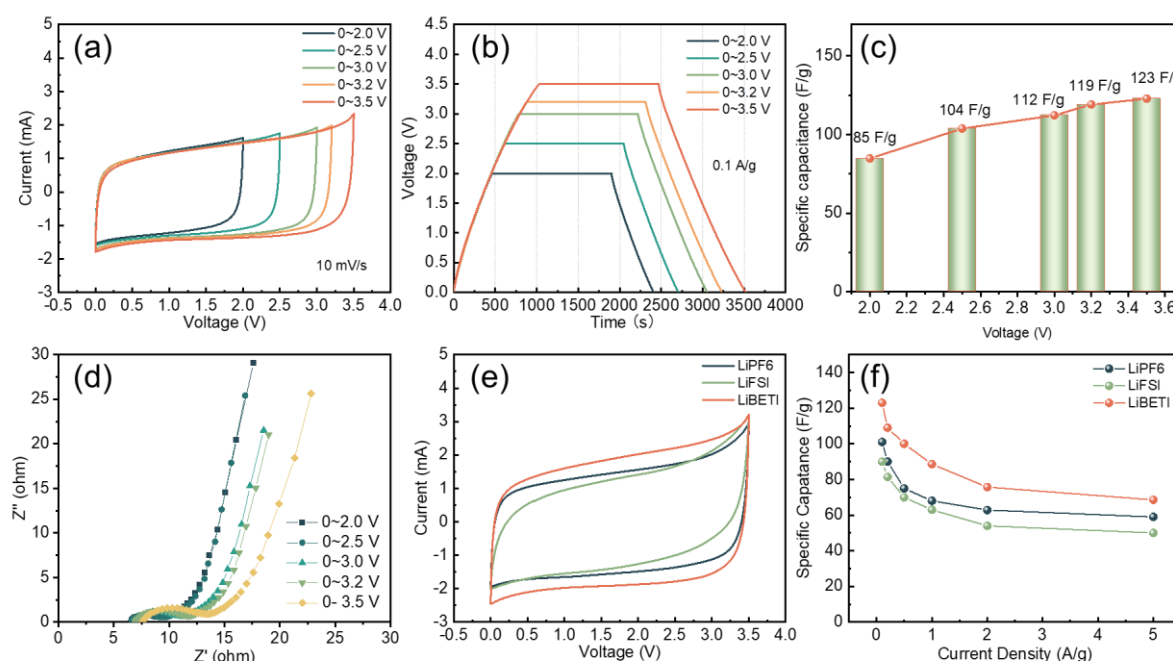 (a)
0~2.0 V
0~2.5 V
0~3.0 V
0~3.2 V
0~3.5 V
10 mV/s
Current (mA)
5
4
3
2
1
0
-1
-2
-3
-0.5 0.0 0.5 1.0 1.5 2.0 2.5 3.0 3.5 4.0
Voltage (V)
(b)
0~2.0 V
0~2.5 V
0~3.0 V
0~3.2 V
0~3.5 V
0.1 A/g
Voltage (V)
4.5
4.0
3.5
3.0
2.5
2.0
1.5
1.0
0.5
0.0
0 500 1000 1500 2000 2500 3000 3500 4000
Time (s)
(c)
85 F/g
104 F/g
112 F/g
119 F/g
123 F/
Specific capacitance (F/g)
150
100
50
0
2.0 2.2 2.4 2.6 2.8 3.0 3.2 3.4 3.6
Voltage (V)
(d)
0~2.0 V
0~2.5 V
0~3.0 V
0~3.2 V
0- 3.5 V
Z'' (ohm)
30
25
20
15
10
5
0
0 5 10 15 20 25 30
Z' (ohm)
(e)
LiPF6
LiFSI
LiBETI
Current (mA)
5
4
3
2
1
0
-1
-2
-3
-0.5 0.0 0.5 1.0 1.5 2.0 2.5 3.0 3.5 4.0
Voltage (V)
(f)
LiPF6
LiFSI
LiBETI
Specific Capatance (F/g)
140
120
100
80
60
40
20
0
0 1 2 3 4 5
Current Density (A/g)